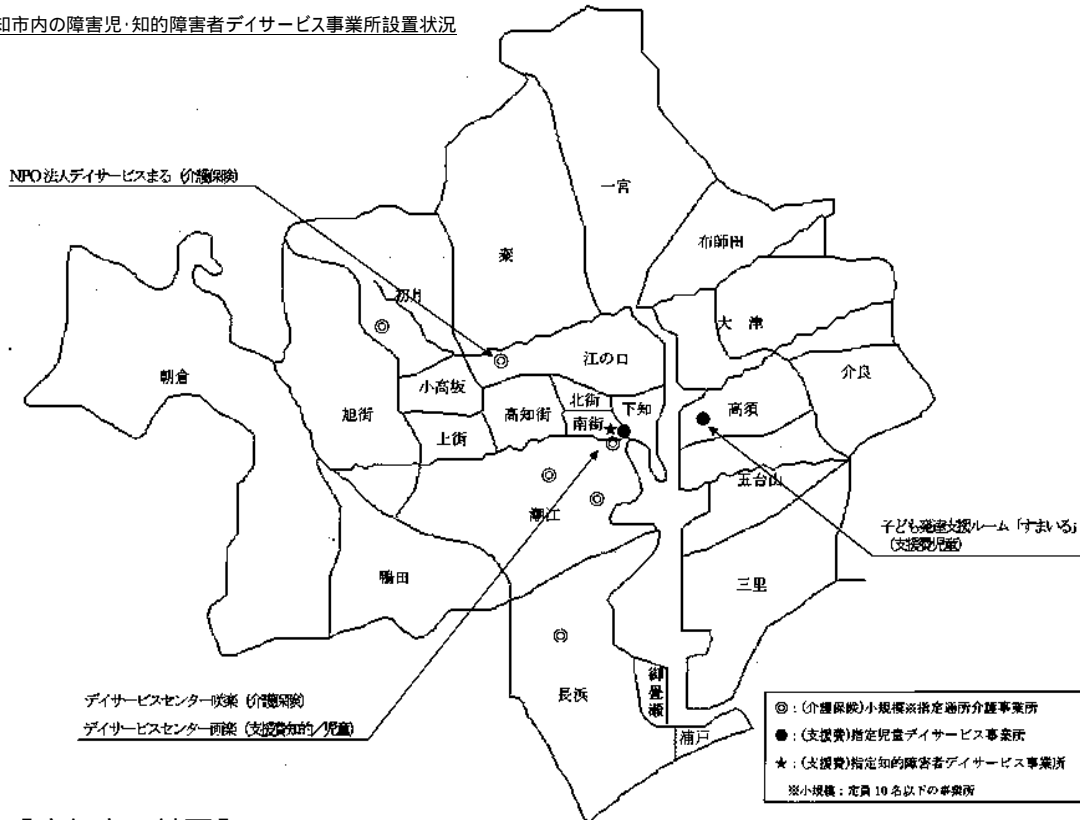 知市内の障害児･知的障害者デイサービス事業所設置状況
NPO法人デイサービスまる (介護保険)
一宮
布師田
秦
初月
大 津
江の口
介良
朝倉
小高坂
旭街
上街
高知街
北街
南街
下知
高須
五台山
潮江
子ども発達支援ルーム「すまいる」
(支援費児童)
鴨田
三里
長浜
御畳瀬
浦戸
デイサービスセンター咲楽 (介護保険)
デイサービスセンター雨楽 (支援費知的/児童)
◎：(介護保険)小規模※指定通所介護事業所
●：(支援費)指定児童デイサービス事業所
★：(支援費)指定知的障害者デイサービス事業所
※小規模：定員10名以下の事業所